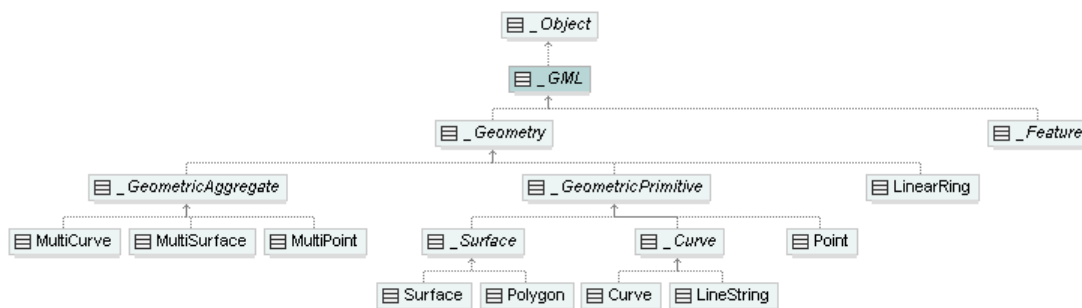 _Object
_GML
_Geometry
_Feature
_GeometricAggregate
_GeometricPrimitive
LinearRing
MultiCurve
MultiSurface
MultiPoint
_Surface
_Curve
Point
Surface
Polygon
Curve
LineString